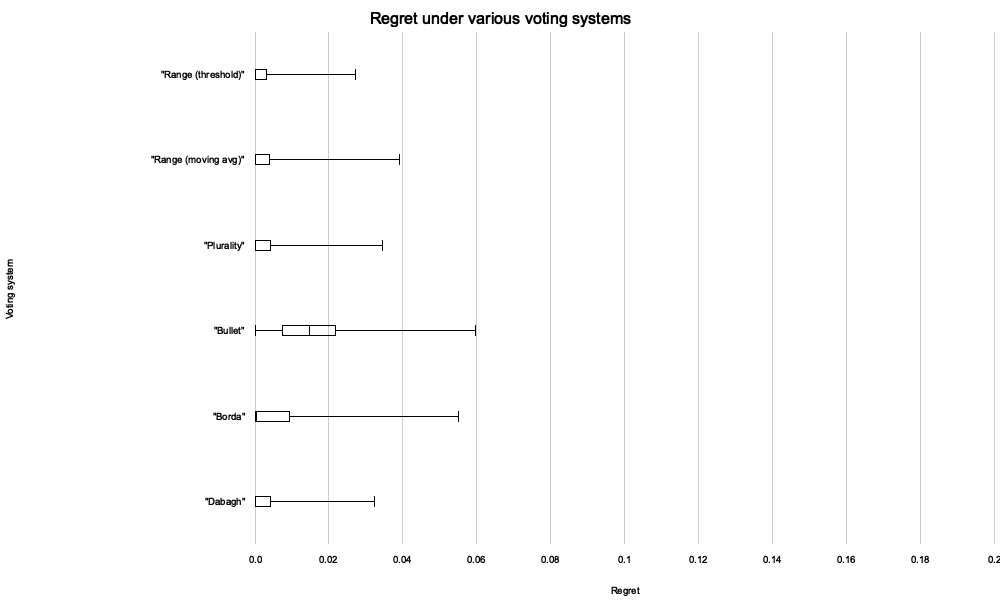 Regret under various voting systems
"Range (threshold)"
"Range (moving avg)"
"Plurality"
Voting system
"Bullet"
"Borda"
"Dabagh"
0.0 0.02 0.04 0.06 0.08 0.1 0.12 0.14 0.16 0.18 0.2
Regret